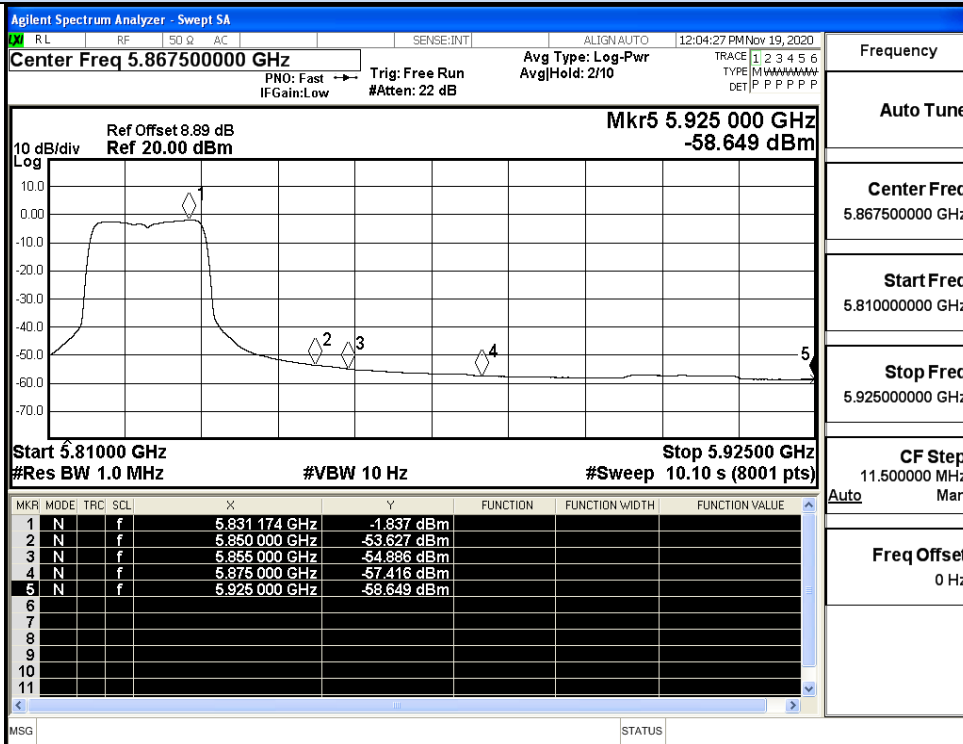 Agilent Spectrum Analyzer - Swept SA
LXI RL RF 50 Ω AC SENSE:INT ALIGN AUTO 12:04:27 PM Nov 19, 2020
Center Freq 5.867500000 GHz
PNO: Fast
IFGain:Low
Trig: Free Run
#Atten: 22 dB
Avg Type: Log-Pwr
Avg|Hold: 2/10
TRACE 1 2 3 4 5 6
TYPE M W W W W W
DET P P P P P P
Mkr5 5.925 000 GHz
-58.649 dBm
Ref Offset 8.89 dB
10 dB/div Ref 20.00 dBm
Log
10.0
0.00
-10.0
-20.0
-30.0
-40.0
-50.0
-60.0
-70.0
1
2
3
4
5
Start 5.81000 GHz Stop 5.92500 GHz
#Res BW 1.0 MHz #VBW 10 Hz #Sweep 10.10 s (8001 pts)
MKR MODE TRC SCL X Y FUNCTION FUNCTION WIDTH FUNCTION VALUE
1 N f 5.831 174 GHz -1.837 dBm
2 N f 5.850 000 GHz -53.627 dBm
3 N f 5.855 000 GHz -54.886 dBm
4 N f 5.875 000 GHz -57.416 dBm
5 N f 5.925 000 GHz -58.649 dBm
6
7
8
9
10
11
MSG STATUS
Frequency
Auto Tune
Center Freq
5.867500000 GHz
Start Freq
5.810000000 GHz
Stop Freq
5.925000000 GHz
CF Step
11.500000 MHz
Auto Man
Freq Offset
0 Hz